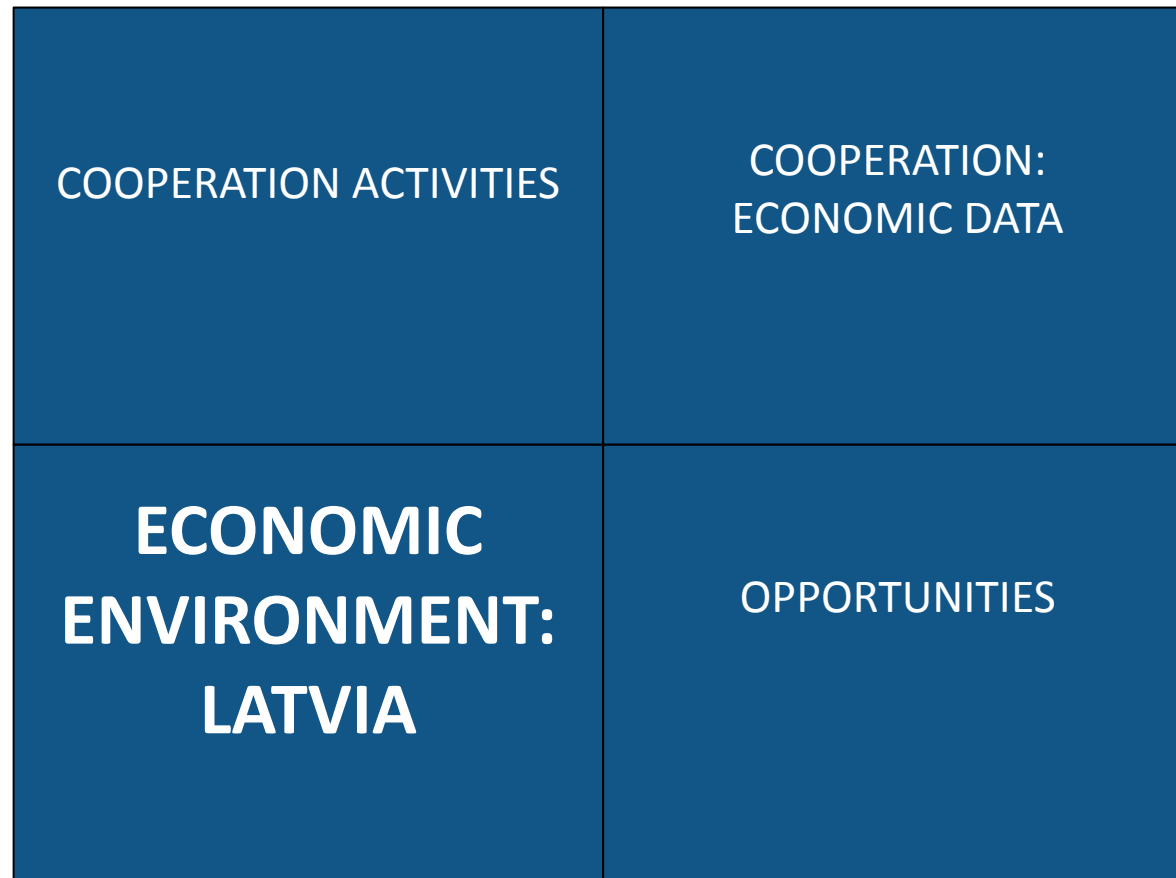 COOPERATION ACTIVITIES
COOPERATION:
ECONOMIC DATA
ECONOMIC
ENVIRONMENT:
LATVIA
OPPORTUNITIES